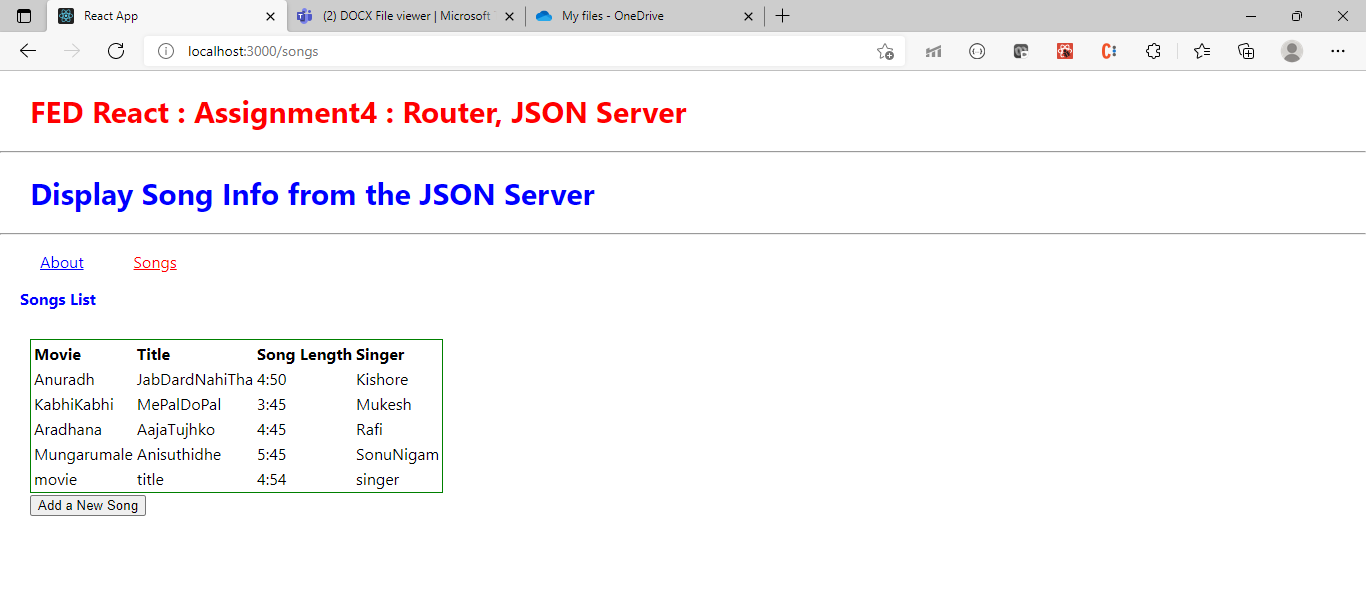 React App
(2) DOCX File viewer | Microsoft
My files - OneDrive
localhost:3000/songs
FED React : Assignment4 : Router, JSON Server
Display Song Info from the JSON Server
About Songs
Songs List
Movie Title Song Length Singer
Anuradh JabDardNahiTha 4:50 Kishore
KabhiKabhi MePalDoPal 3:45 Mukesh
Aradhana AajaTujhko 4:45 Rafi
Mungarumale Anisuthidhe 5:45 SonuNigam
movie title 4:54 singer
Add a New Song